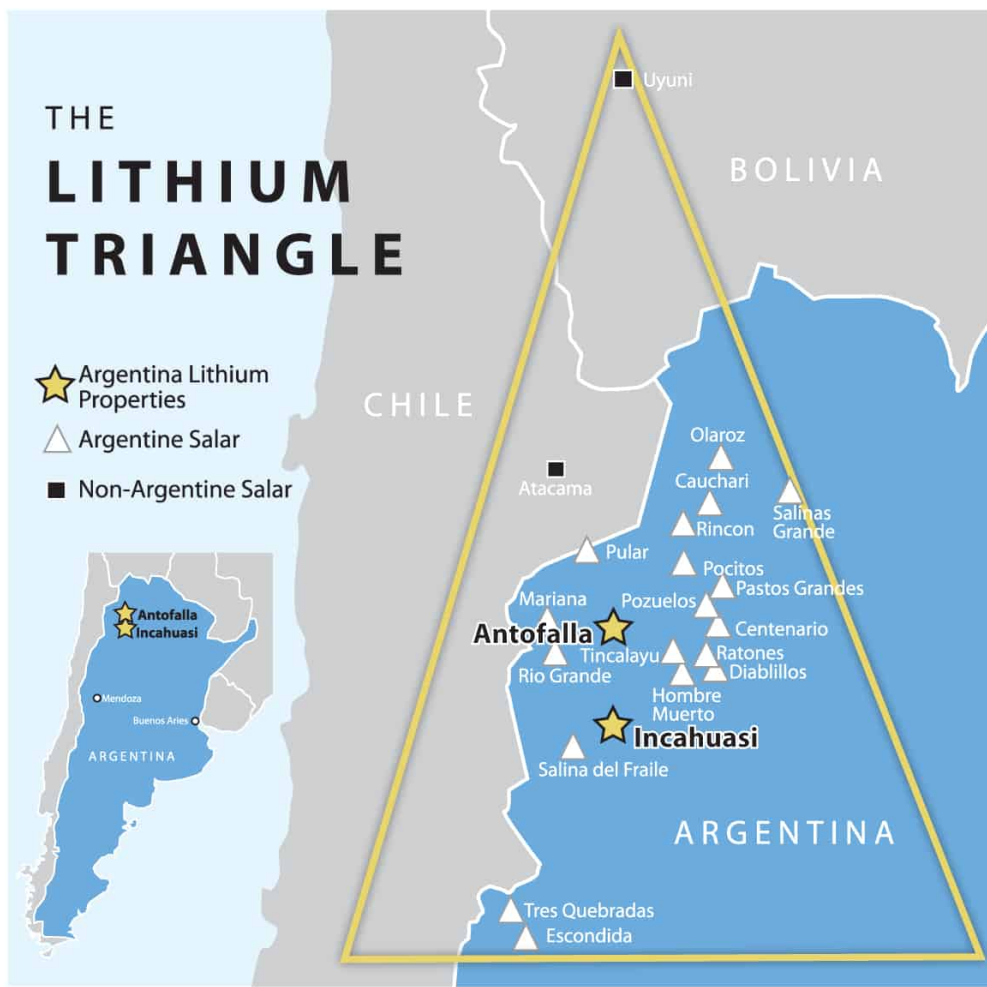 THE
LITHIUM
TRIANGLE
Argentina Lithium
Properties
Argentine Salar
Non-Argentine Salar
Antofalla
Incahuasi
Mendoza
Buenos Aries
ARGENTINA
Uyuni
BOLIVIA
CHILE
Olaroz
Atacama
Cauchari
Salinas
Grande
Rincon
Pular
Pocitos
Pastos Grandes
Mariana
Pozuelos
Antofalla
Centenario
Tincalayu
Ratones
Rio Grande
Diablillos
Hombre
Muerto
Incahuasi
Salina del Fraile
ARGENTINA
Tres Quebradas
Escondida